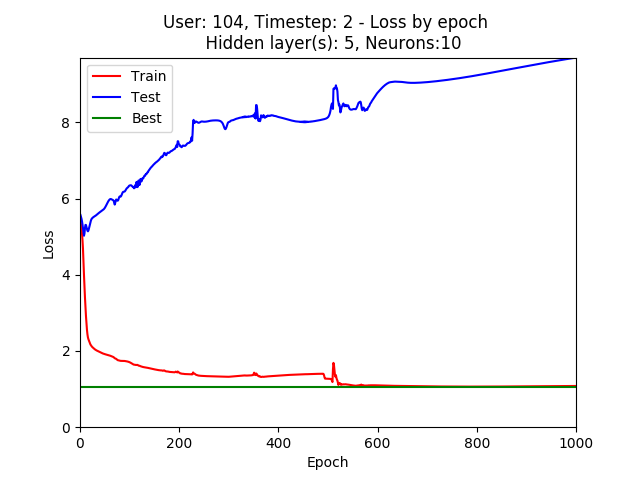 User: 104, Timestep: 2 - Loss by epoch
Hidden layer(s): 5, Neurons:10
Train
Test
Best
8
6
4
2
0
Loss
0 200 400 600 800 1000
Epoch